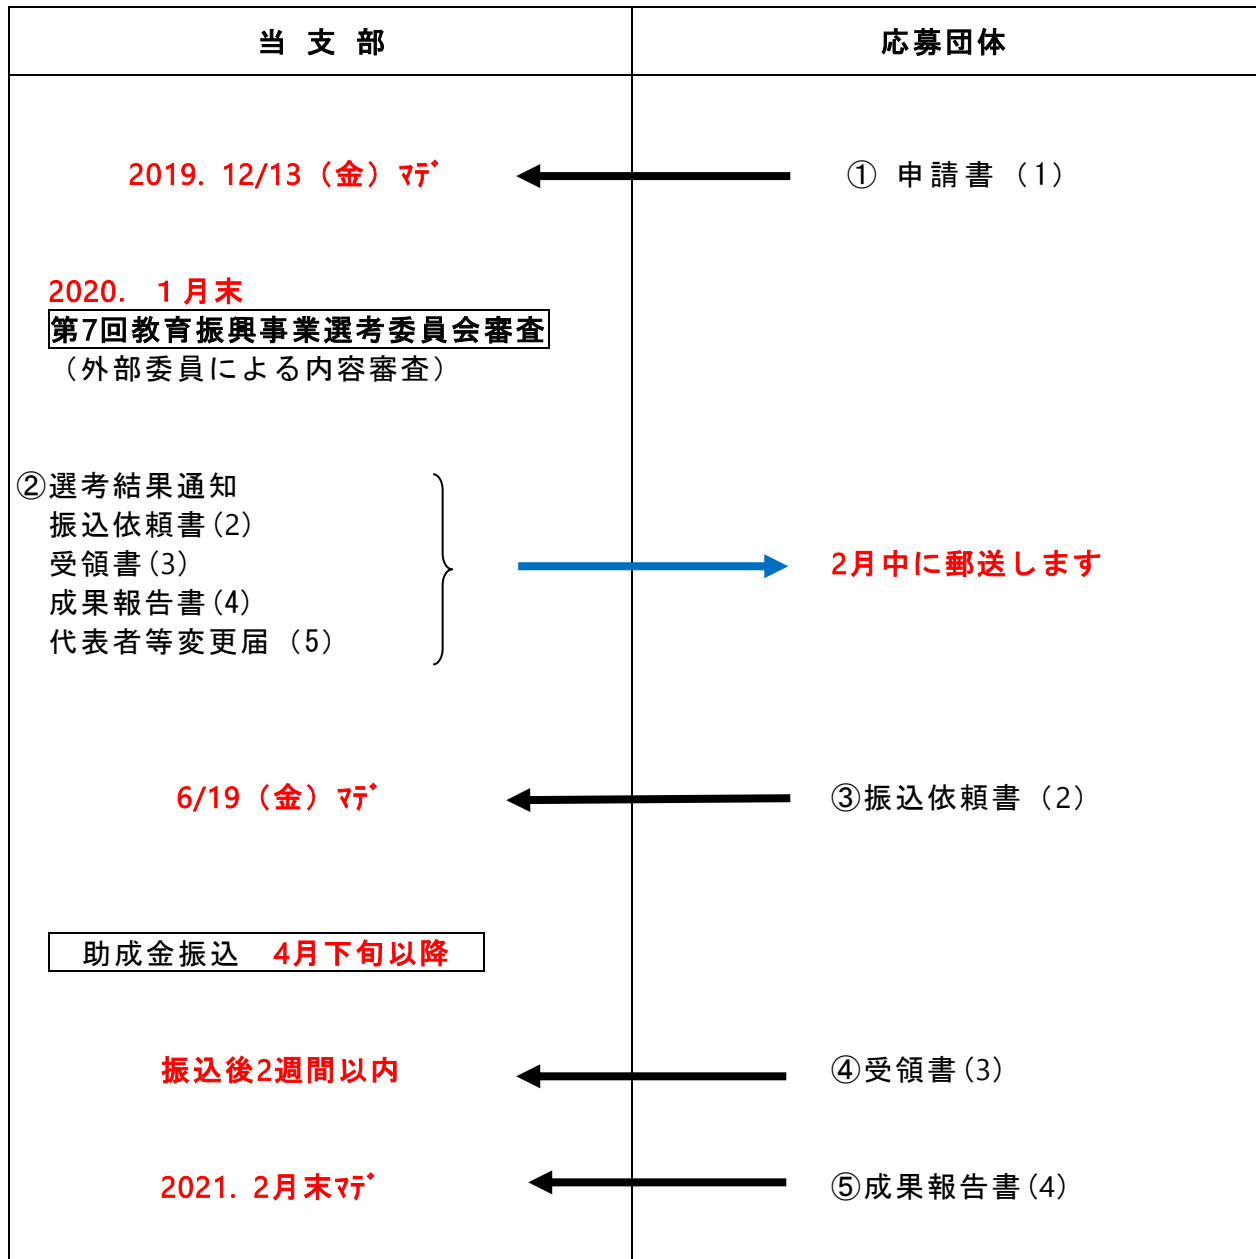 当 支 部
応募団体
2019. 12/13（金）ﾏﾃﾞ
① 申請書（1）
2020. １月末
第7回教育振興事業選考委員会審査
（外部委員による内容審査）
②選考結果通知
振込依頼書(2)
受領書(3)
成果報告書(4)
代表者等変更届（5）
2月中に郵送します
6/19（金）ﾏﾃﾞ
③振込依頼書（2）
助成金振込 4月下旬以降
振込後2週間以内
④受領書(3)
2021. 2月末ﾏﾃﾞ
⑤成果報告書(4)